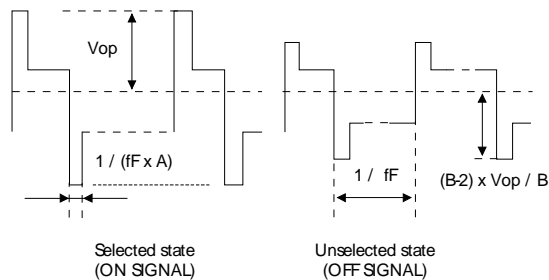 Vop
1 / (fF x A)
1 / fF
(B-2) x Vop / B
Selected state
(ON SIGNAL)
Unselected state
(OFF SIGNAL)